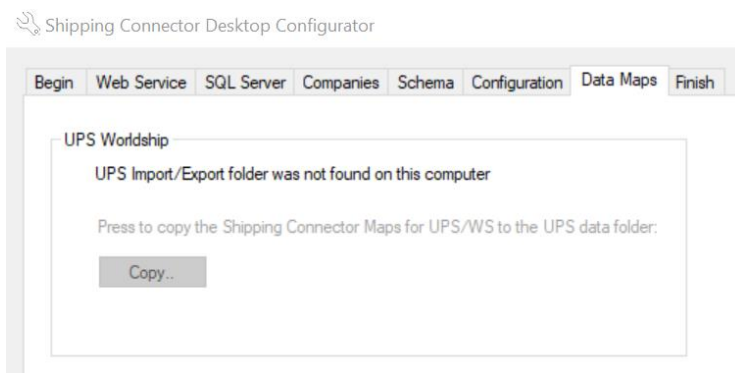 Shipping Connector Desktop Configurator
Begin Web Service SQL Server Companies Schema Configuration Data Maps Finish
UPS Worldship
UPS Import/Export folder was not found on this computer
Press to copy the Shipping Connector Maps for UPS/WS to the UPS data folder:
Copy..